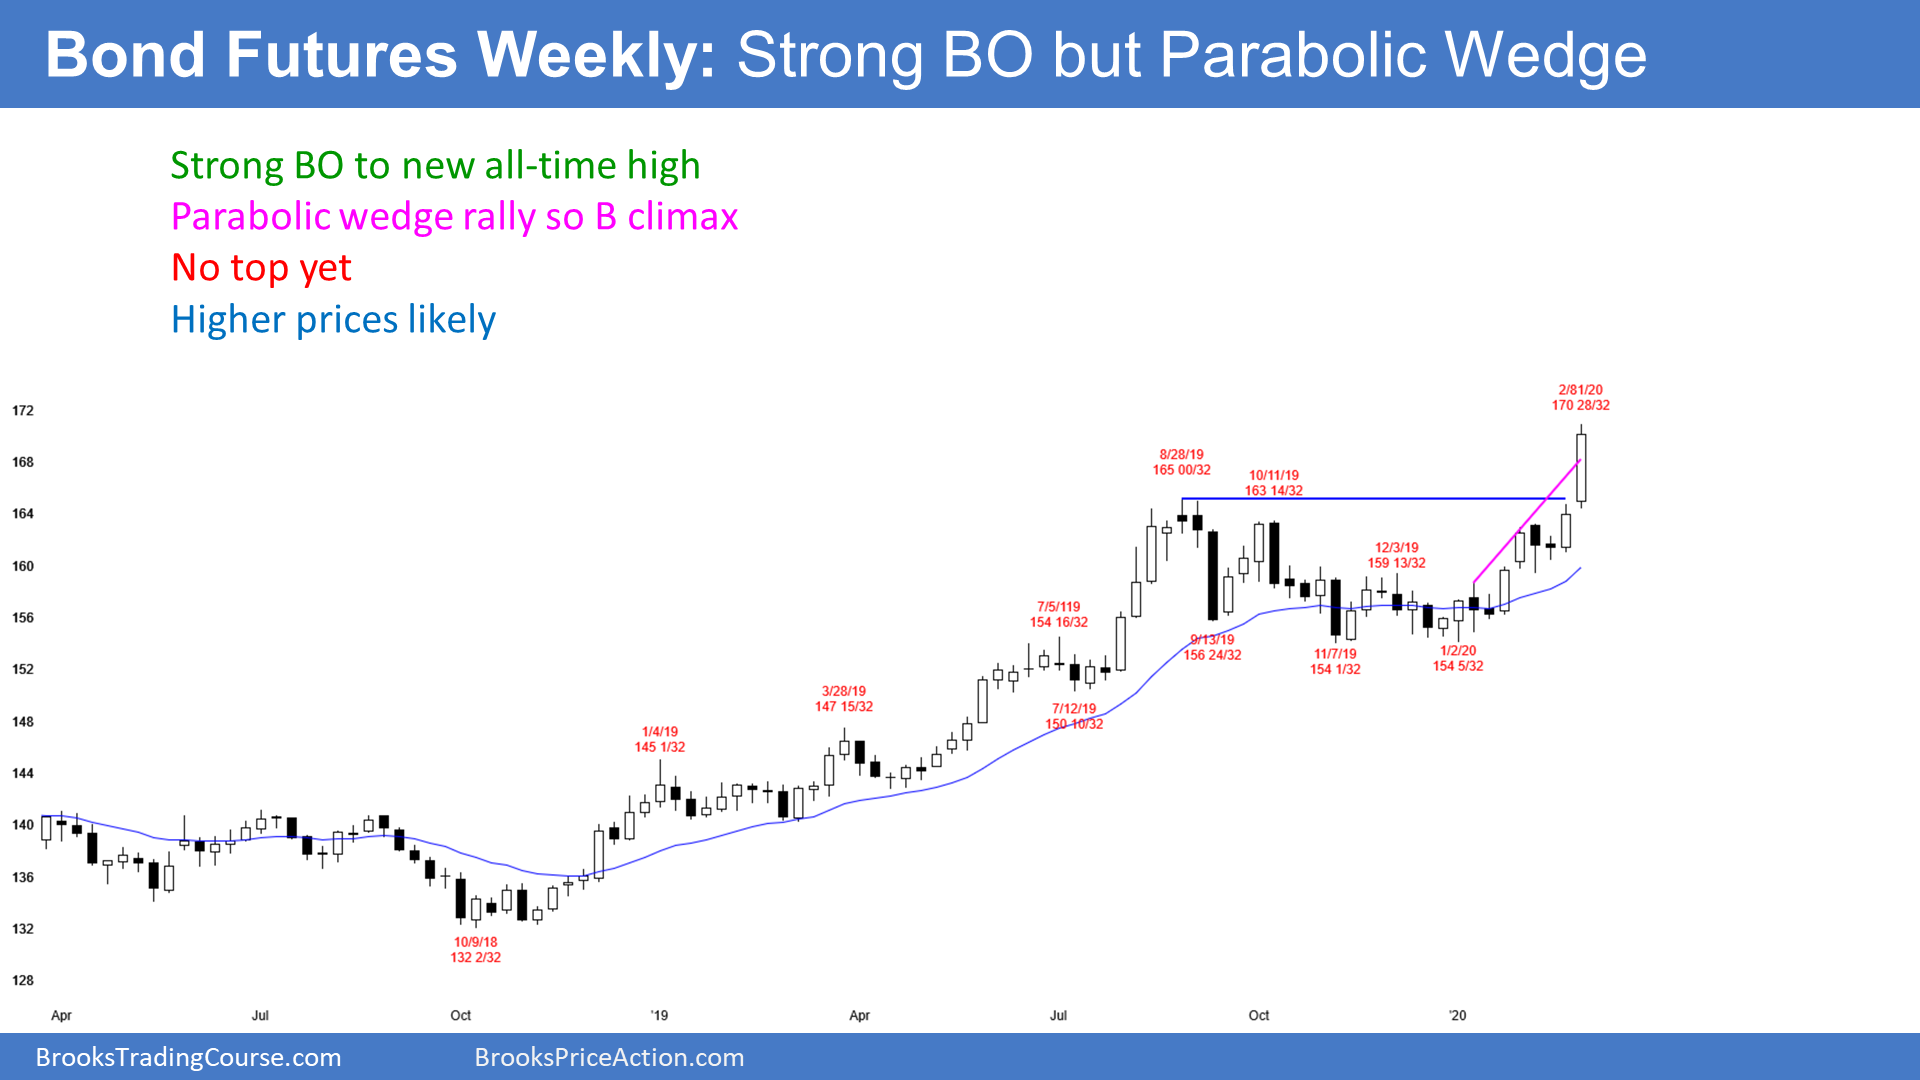 Bond Futures Weekly: Strong BO but Parabolic Wedge
Strong BO to new all-time high
Parabolic wedge rally so B climax
No top yet
Higher prices likely
2/81/20
170 28/32
172
8/28/19
165 00/32
168
10/11/19
163 14/32
164
12/3/19
159 13/32
160
7/5/119
154 16/32
156
9/13/19
156 24/32
11/7/19
154 1/32
1/2/20
154 5/32
152
3/28/19
147 15/32
7/12/19
150 10/32
148
1/4/19
145 1/32
144
140
136
132
10/9/18
132 2/32
128
Apr
Jul
Oct
'19
Apr
Jul
Oct
'20
BrooksTradingCourse.com
BrooksPriceAction.com